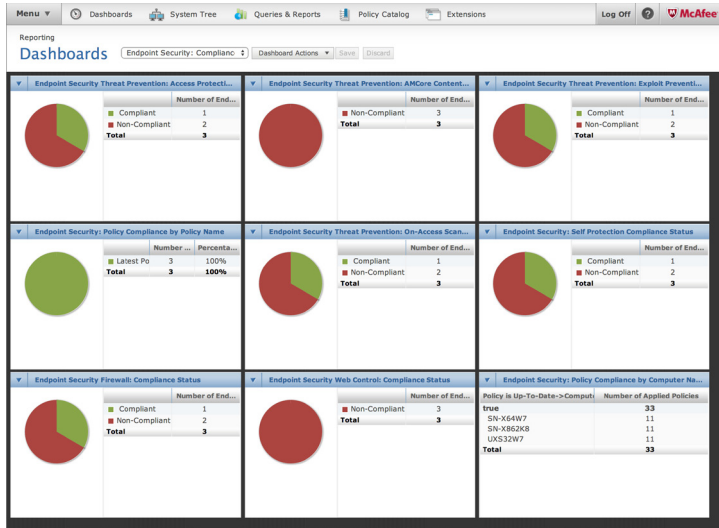 Menu ▼ Dashboards System Tree Queries & Reports Policy Catalog Extensions Log Off ? McAfee
Reporting
Dashboards Endpoint Security: Complianc Dashboard Actions ▼ Save Discard
▼ Endpoint Security Threat Prevention: Access Protecti...
Number of End...
Compliant 1
Non-Compliant 2
Total 3
▼ Endpoint Security Threat Prevention: AMCore Content...
Number of End...
Non-Compliant 3
Total 3
▼ Endpoint Security Threat Prevention: Exploit Preventi...
Number of End...
Compliant 1
Non-Compliant 2
Total 3
▼ Endpoint Security: Policy Compliance by Policy Name
Number ... Percenta...
Latest Po 3 100%
Total 3 100%
▼ Endpoint Security Threat Prevention: On-Access Scan...
Number of End...
Compliant 1
Non-Compliant 2
Total 3
▼ Endpoint Security: Self Protection Compliance Status
Number of End...
Compliant 1
Non-Compliant 2
Total 3
▼ Endpoint Security Firewall: Compliance Status
Number of End...
Compliant 1
Non-Compliant 2
Total 3
▼ Endpoint Security Web Control: Compliance Status
Number of End...
Non-Compliant 3
Total 3
▼ Endpoint Security: Policy Compliance by Computer Na...
Policy is Up-To-Date->Compute Number of Applied Policies
true 33
SN-X64W7 11
SN-X862K8 11
UXS32W7 11
Total 33